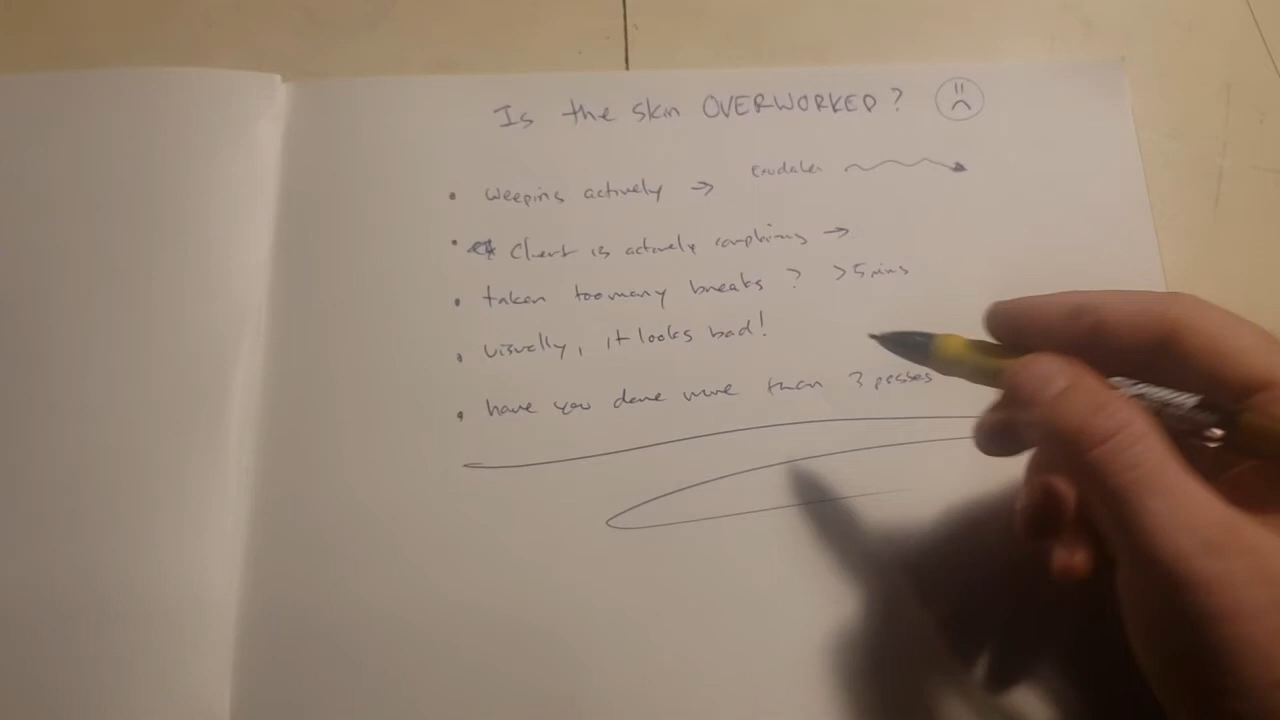 Is the skin OVERWORKED?
• weeping actively → Exudates
• Client is actively complaining →
• taken too many breaks? >5 mins
• visually, it looks bad!
• have you done more than 3 passes